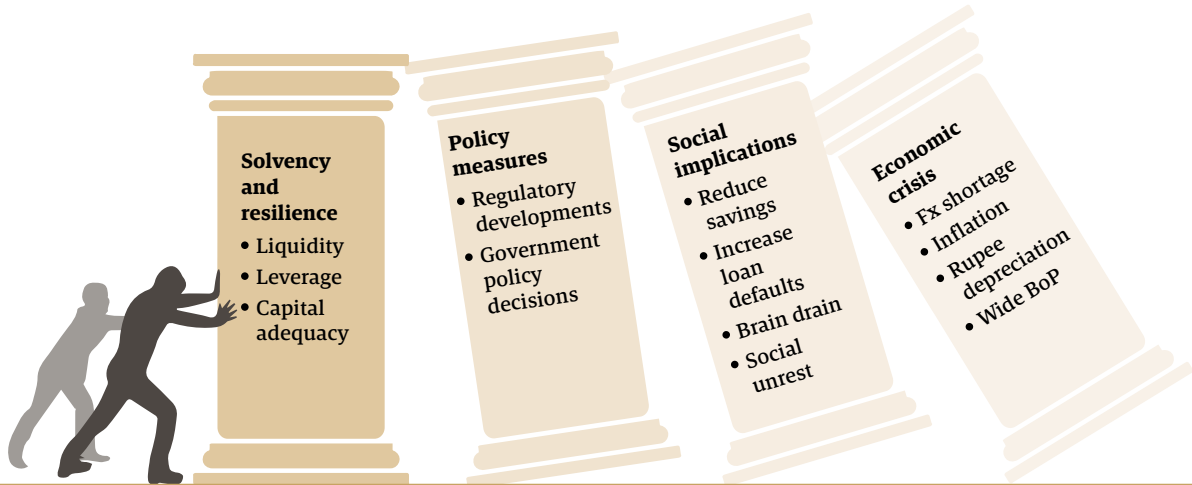 Solvency
and
resilience
• Liquidity
• Leverage
• Capital
adequacy
Policy
measures
• Regulatory
developments
• Government
policy
decisions
Social
implications
• Reduce
savings
• Increase
loan
defaults
• Brain drain
• Social
unrest
Economic
crisis
• Fx shortage
• Inflation
• Rupee
depreciation
• Wide BoP